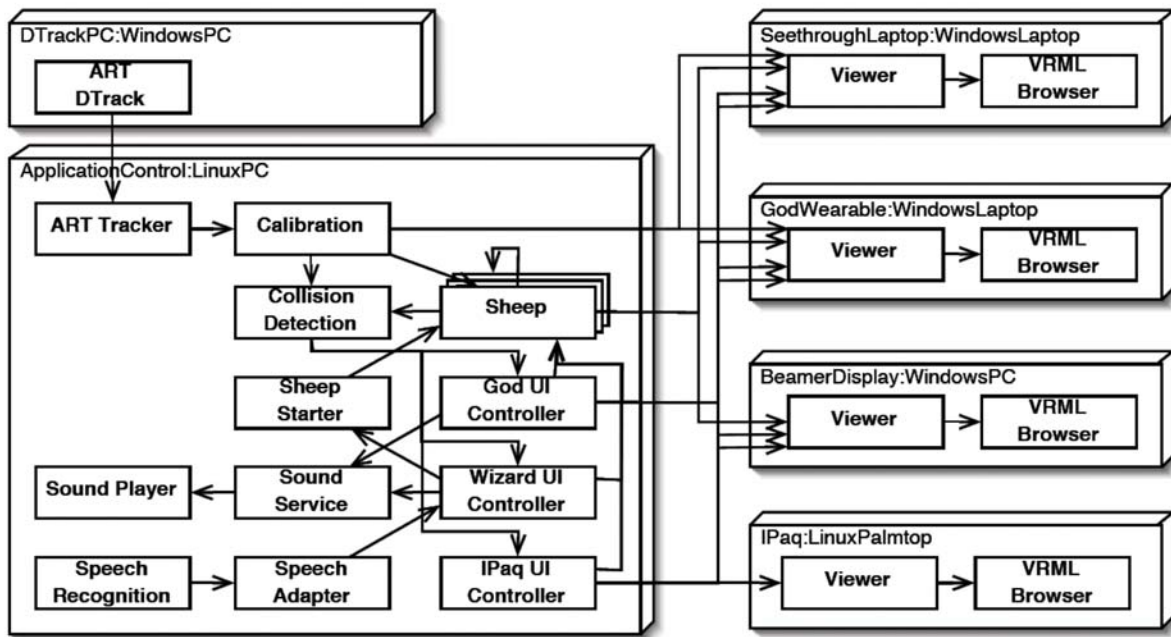 DTrackPC:WindowsPC
ART
DTrack
ApplicationControl:LinuxPC
ART Tracker
Calibration
Collision
Detection
Sheep
Sheep
Starter
God UI
Controller
Sound Player
Sound
Service
Wizard UI
Controller
Speech
Recognition
Speech
Adapter
IPaq UI
Controller
SeethroughLaptop:WindowsLaptop
Viewer
VRML
Browser
GodWearable:WindowsLaptop
Viewer
VRML
Browser
BeamerDisplay:WindowsPC
Viewer
VRML
Browser
IPaq:LinuxPalmtop
Viewer
VRML
Browser